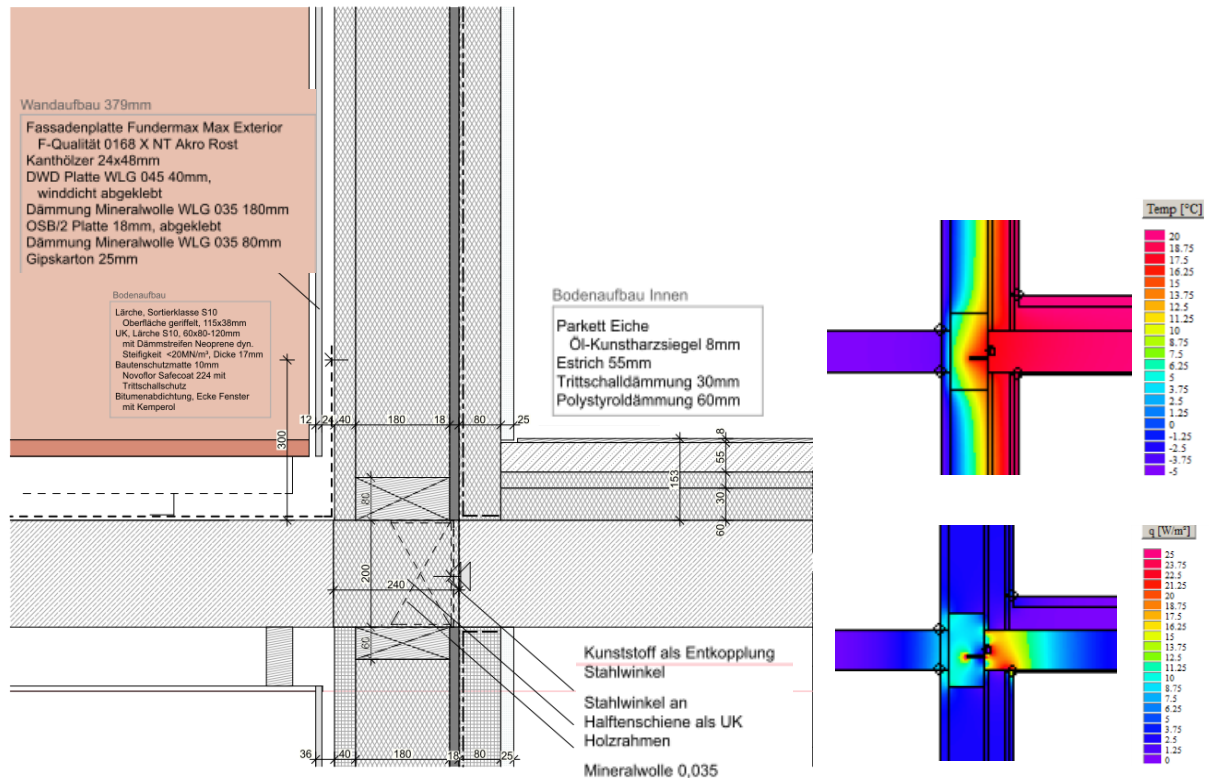 Wandaufbau 379mm
Fassadenplatte Fundermax Max Exterior
F-Qualität 0168 X NT Akro Rost
Kanthölzer 24x48mm
DWD Platte WLG 045 40mm,
winddicht abgeklebt
Dämmung Mineralwolle WLG 035 180mm
OSB/2 Platte 18mm, abgeklebt
Dämmung Mineralwolle WLG 035 80mm
Gipskarton 25mm
Bodenaufbau
Lärche, Sortierklasse S10
Oberfläche geriffelt, 115x38mm
UK, Lärche S10, 60x80-120mm
mit Dämmstreifen Neoprene dyn.
Steifigkeit <20MN/m³, Dicke 17mm
Bautenschutzmatte 10mm
Novoflor Safecoat 224 mit
Trittschallschutz
Bitumenabdichtung, Ecke Fenster
mit Kemperol
300
12 24 40 180 18 80 25
Bodenaufbau Innen
Parkett Eiche
Öl-Kunstharzsiegel 8mm
Estrich 55mm
Trittschalldämmung 30mm
Polystyroldämmung 60mm
8
55
153
30
60
80
200
240
60
Kunststoff als Entkopplung
Stahlwinkel
Stahlwinkel an
Halftenschiene als UK
Holzrahmen
Mineralwolle 0,035
36 40 180 18 80 25
Temp [°C]
20
18.75
17.5
16.25
15
13.75
12.5
11.25
10
8.75
7.5
6.25
5
3.75
2.5
1.25
0
-1.25
-2.5
-3.75
-5
q [W/m²]
25
23.75
22.5
21.25
20
18.75
17.5
16.25
15
13.75
12.5
11.25
10
8.75
7.5
6.25
5
3.75
2.5
1.25
0